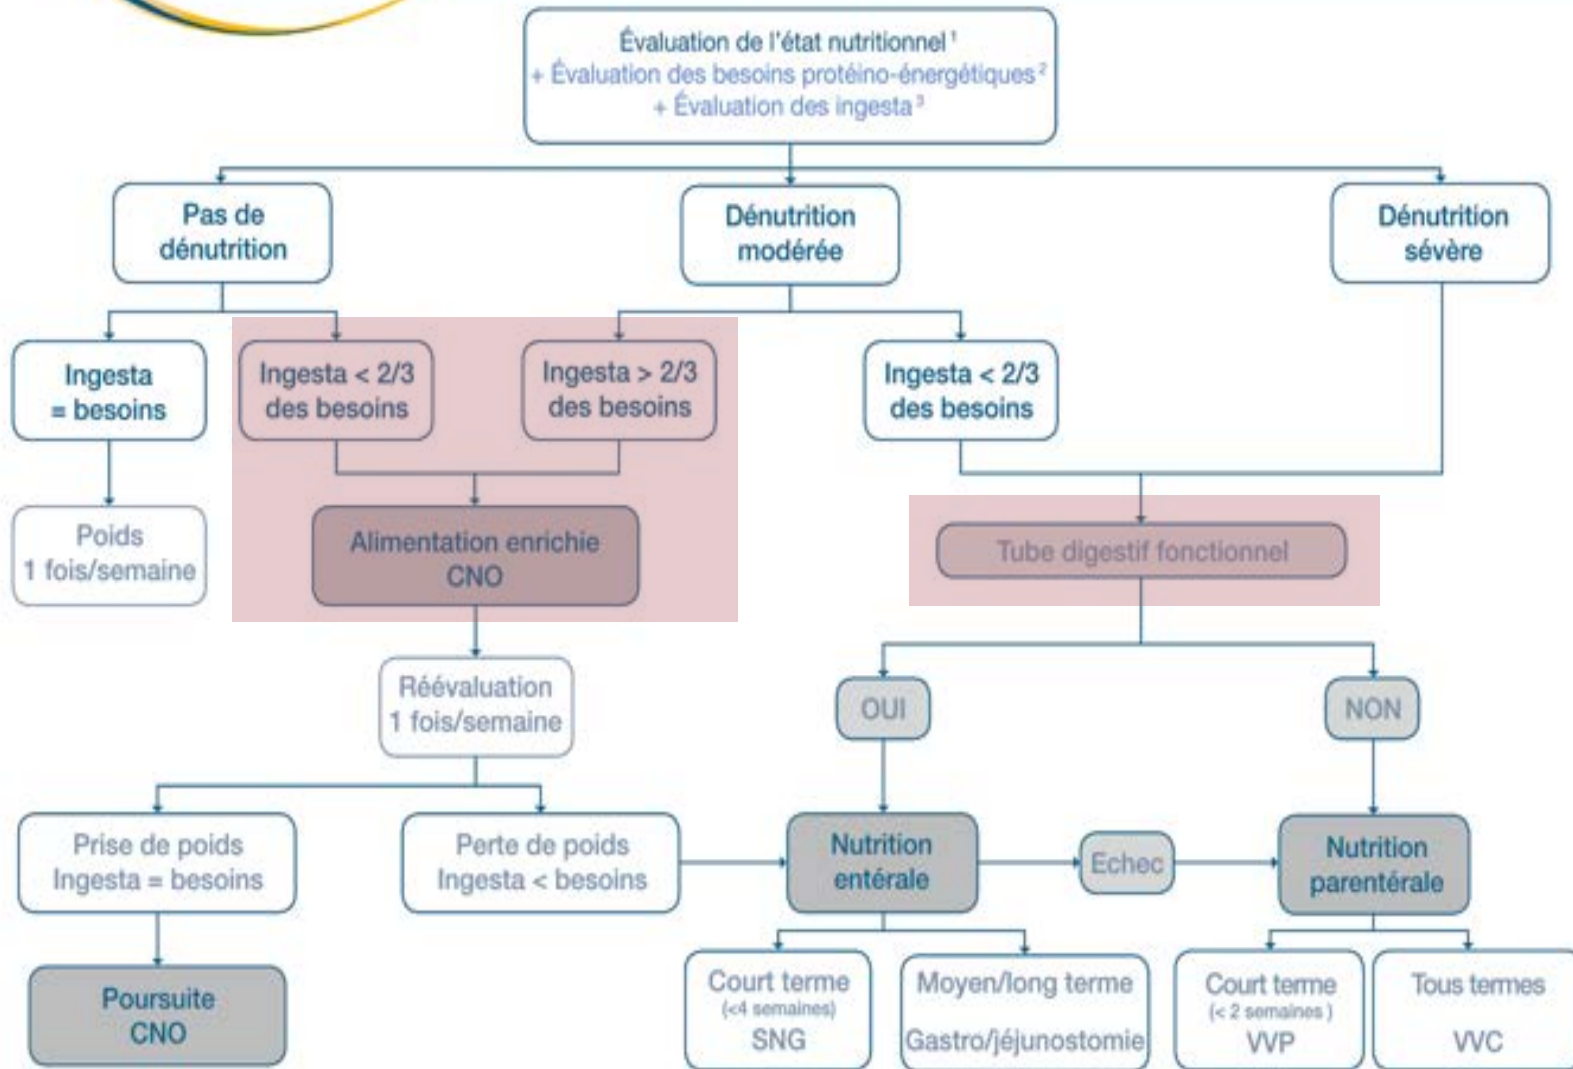 Évaluation de l'état nutritionnel ¹
+ Évaluation des besoins protéino-énergétiques ²
+ Évaluation des ingesta ³
Pas de
dénutrition
Dénutrition
modérée
Dénutrition
sévère
Ingesta
= besoins
Ingesta < 2/3
des besoins
Ingesta > 2/3
des besoins
Ingesta < 2/3
des besoins
Poids
1 fois/semaine
Alimentation enrichie
CNO
Tube digestif fonctionnel
Réévaluation
1 fois/semaine
OUI
NON
Prise de poids
Ingesta = besoins
Perte de poids
Ingesta < besoins
Nutrition
entérale
Echec
Nutrition
parentérale
Poursuite
CNO
Court terme
(<4 semaines)
SNG
Moyen/long terme
Gastro/jéjunostomie
Court terme
(< 2 semaines )
VVP
Tous termes
VVC